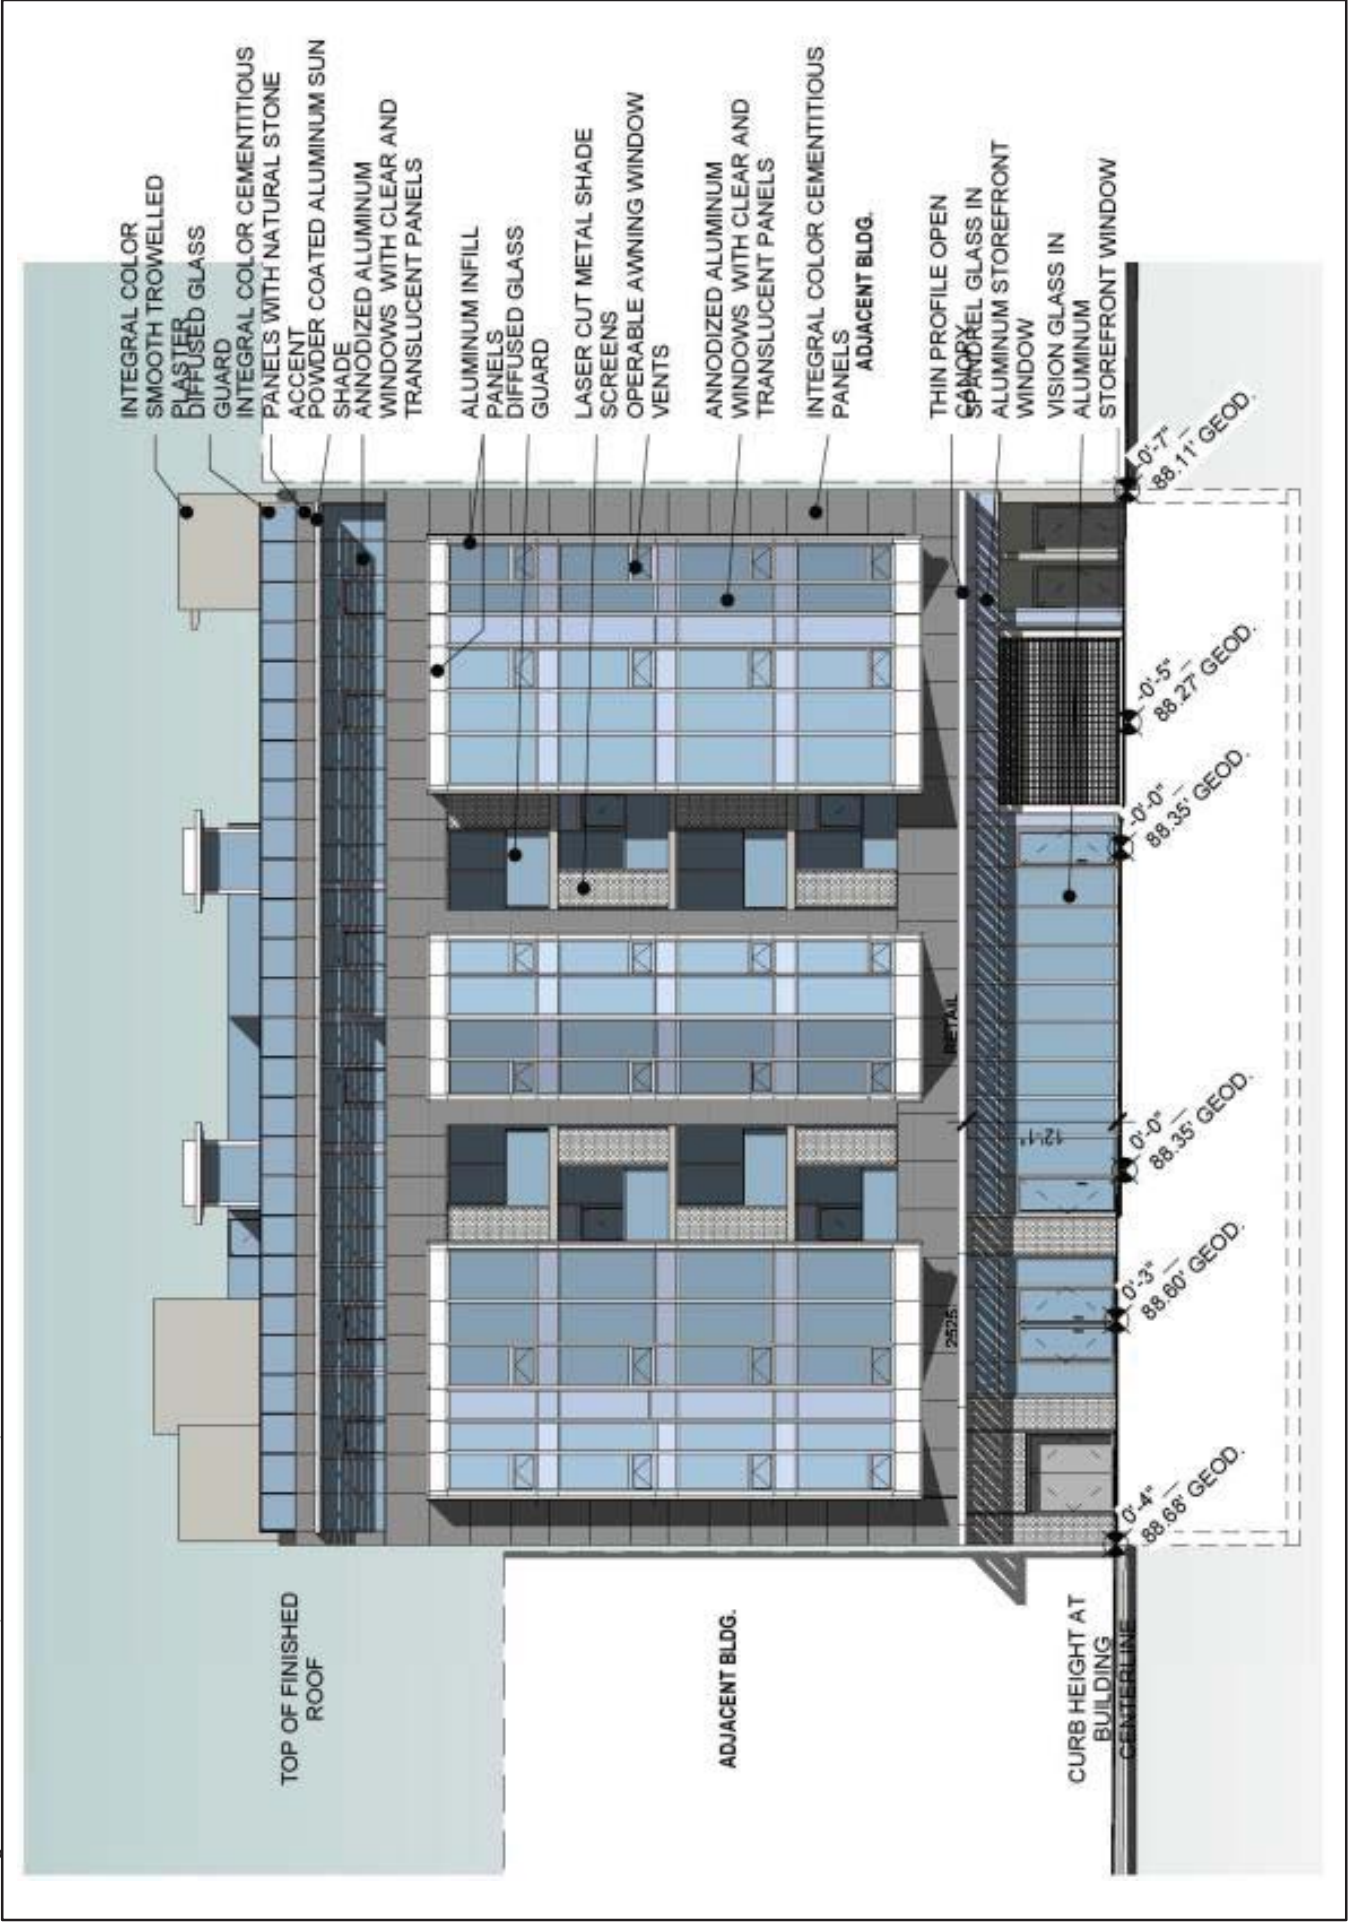 INTEGRAL COLOR
SMOOTH TROWELLED
PLASTER
DIFFUSED GLASS
GUARD
INTEGRAL COLOR CEMENTITIOUS
PANELS WITH NATURAL STONE
ACCENT
POWDER COATED ALUMINUM SUN
SHADE
ANNODIZED ALUMINUM
WINDOWS WITH CLEAR AND
TRANSLUCENT PANELS
ALUMINUM INFILL
PANELS
DIFFUSED GLASS
GUARD
LASER CUT METAL SHADE
SCREENS
OPERABLE AWNING WINDOW
VENTS
ANNODIZED ALUMINUM
WINDOWS WITH CLEAR AND
TRANSLUCENT PANELS
INTEGRAL COLOR CEMENTITIOUS
PANELS
ADJACENT BLDG.
THIN PROFILE OPEN
CANOPY
SPANDREL GLASS IN
ALUMINUM STOREFRONT
WINDOW
VISION GLASS IN
ALUMINUM
STOREFRONT WINDOW
TOP OF FINISHED
ROOF
ADJACENT BLDG.
CURB HEIGHT AT
BUILDING
CENTERLINE
2525
RETAIL
12'-1"
0'-4"
88.68' GEOD.
0'-3"
88.60' GEOD.
0'-0"
88.35' GEOD.
-0'-0"
88.35' GEOD.
-0'-5"
88.27' GEOD.
-0'-7"
88.11' GEOD.